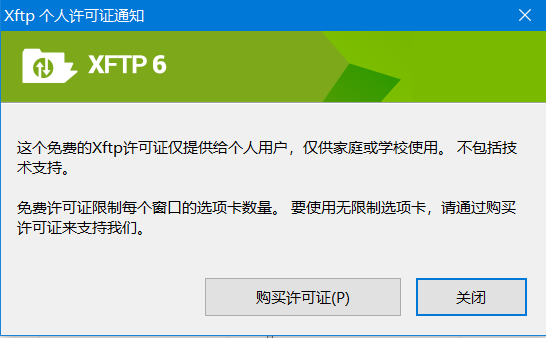 Xftp 个人许可证通知
XFTP 6
这个免费的Xftp许可证仅提供给个人用户，仅供家庭或学校使用。 不包括技
术支持。
免费许可证限制每个窗口的选项卡数量。 要使用无限制选项卡，请通过购买
许可证来支持我们。
购买许可证(P)
关闭